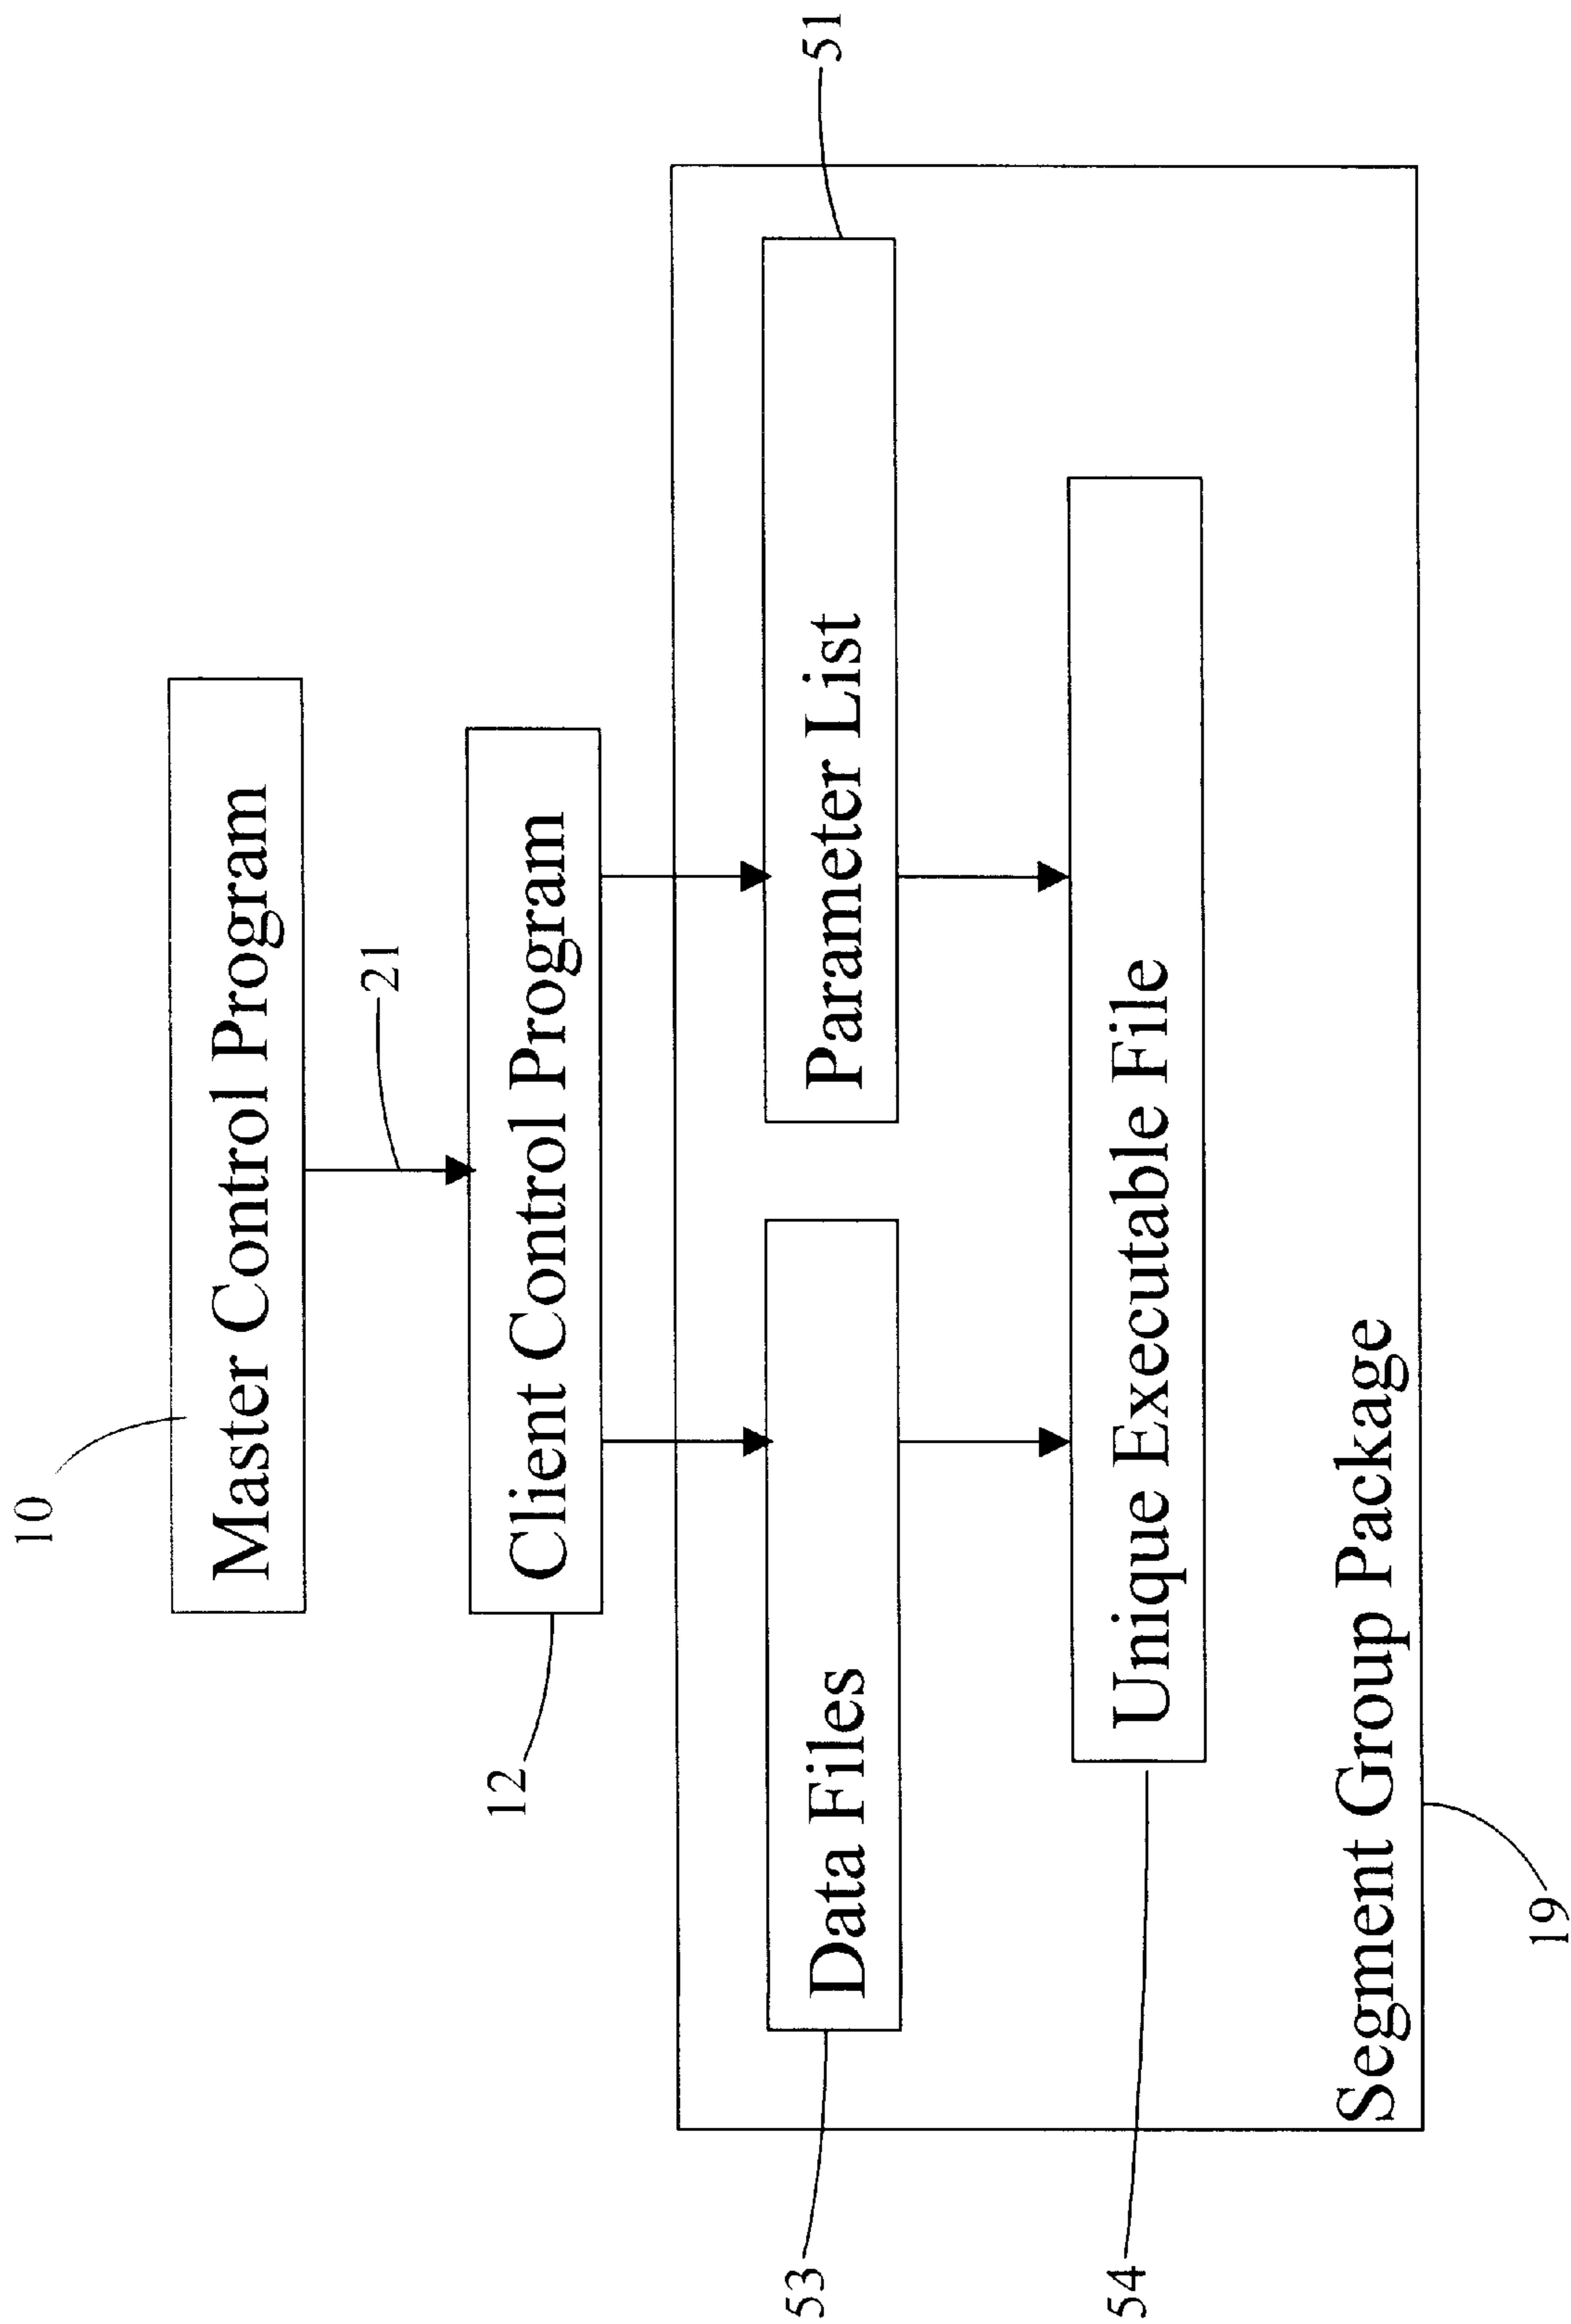 10
Master Control Program
21
12
Client Control Program
53
Data Files
Parameter List
51
54
Unique Executable File
Segment Group Package
19